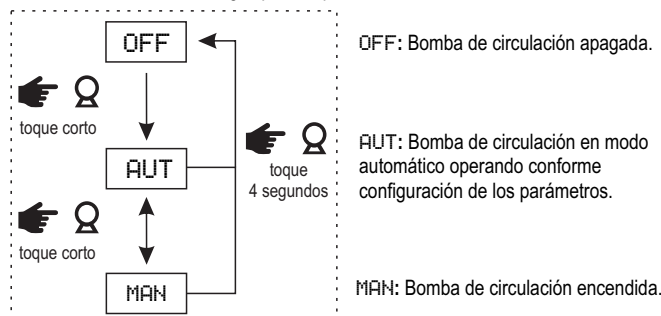 OFF
OFF: Bomba de circulación apagada.
toque corto
toque
4 segundos
AUT
AUT: Bomba de circulación en modo
automático operando conforme
configuración de los parámetros.
toque corto
MAN
MAN: Bomba de circulación encendida.